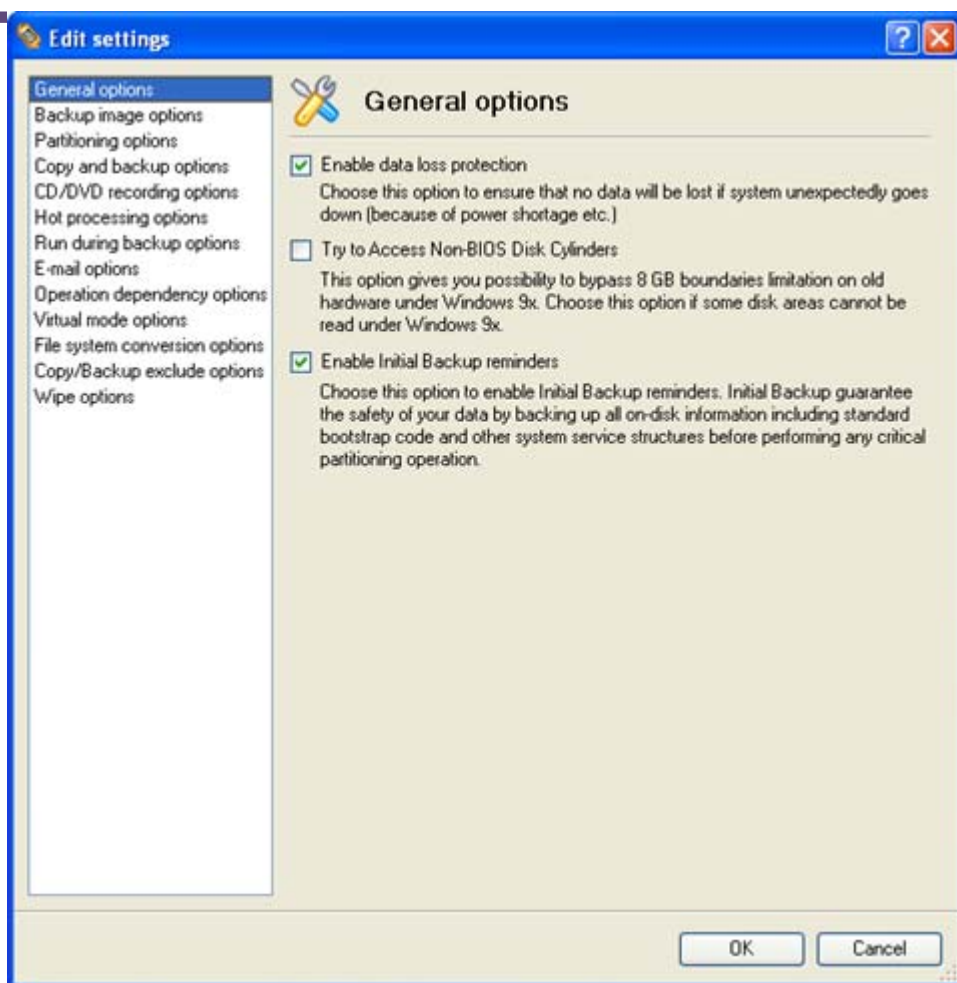 Edit settings
General options
Backup image options
Partitioning options
Copy and backup options
CD/DVD recording options
Hot processing options
Run during backup options
E-mail options
Operation dependency options
Virtual mode options
File system conversion options
Copy/Backup exclude options
Wipe options
General options
Enable data loss protection
Choose this option to ensure that no data will be lost if system unexpectedly goes
down (because of power shortage etc.)
Try to Access Non-BIOS Disk Cylinders
This option gives you possibility to bypass 8 GB boundaries limitation on old
hardware under Windows 9x. Choose this option if some disk areas cannot be
read under Windows 9x.
Enable Initial Backup reminders
Choose this option to enable Initial Backup reminders. Initial Backup guarantee
the safety of your data by backing up all on-disk information including standard
bootstrap code and other system service structures before performing any critical
partitioning operation.
OK
Cancel